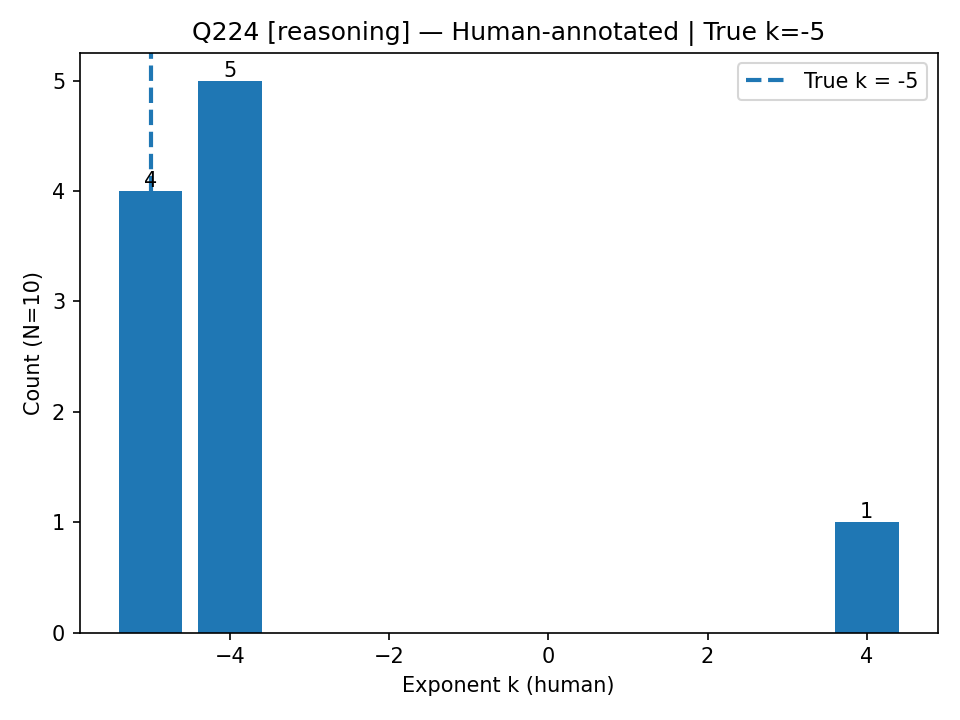 Q224 [reasoning] — Human-annotated | True k=-5
True k = -5
5
4
1
5
4
3
2
1
0
Count (N=10)
−4 −2 0 2 4
Exponent k (human)